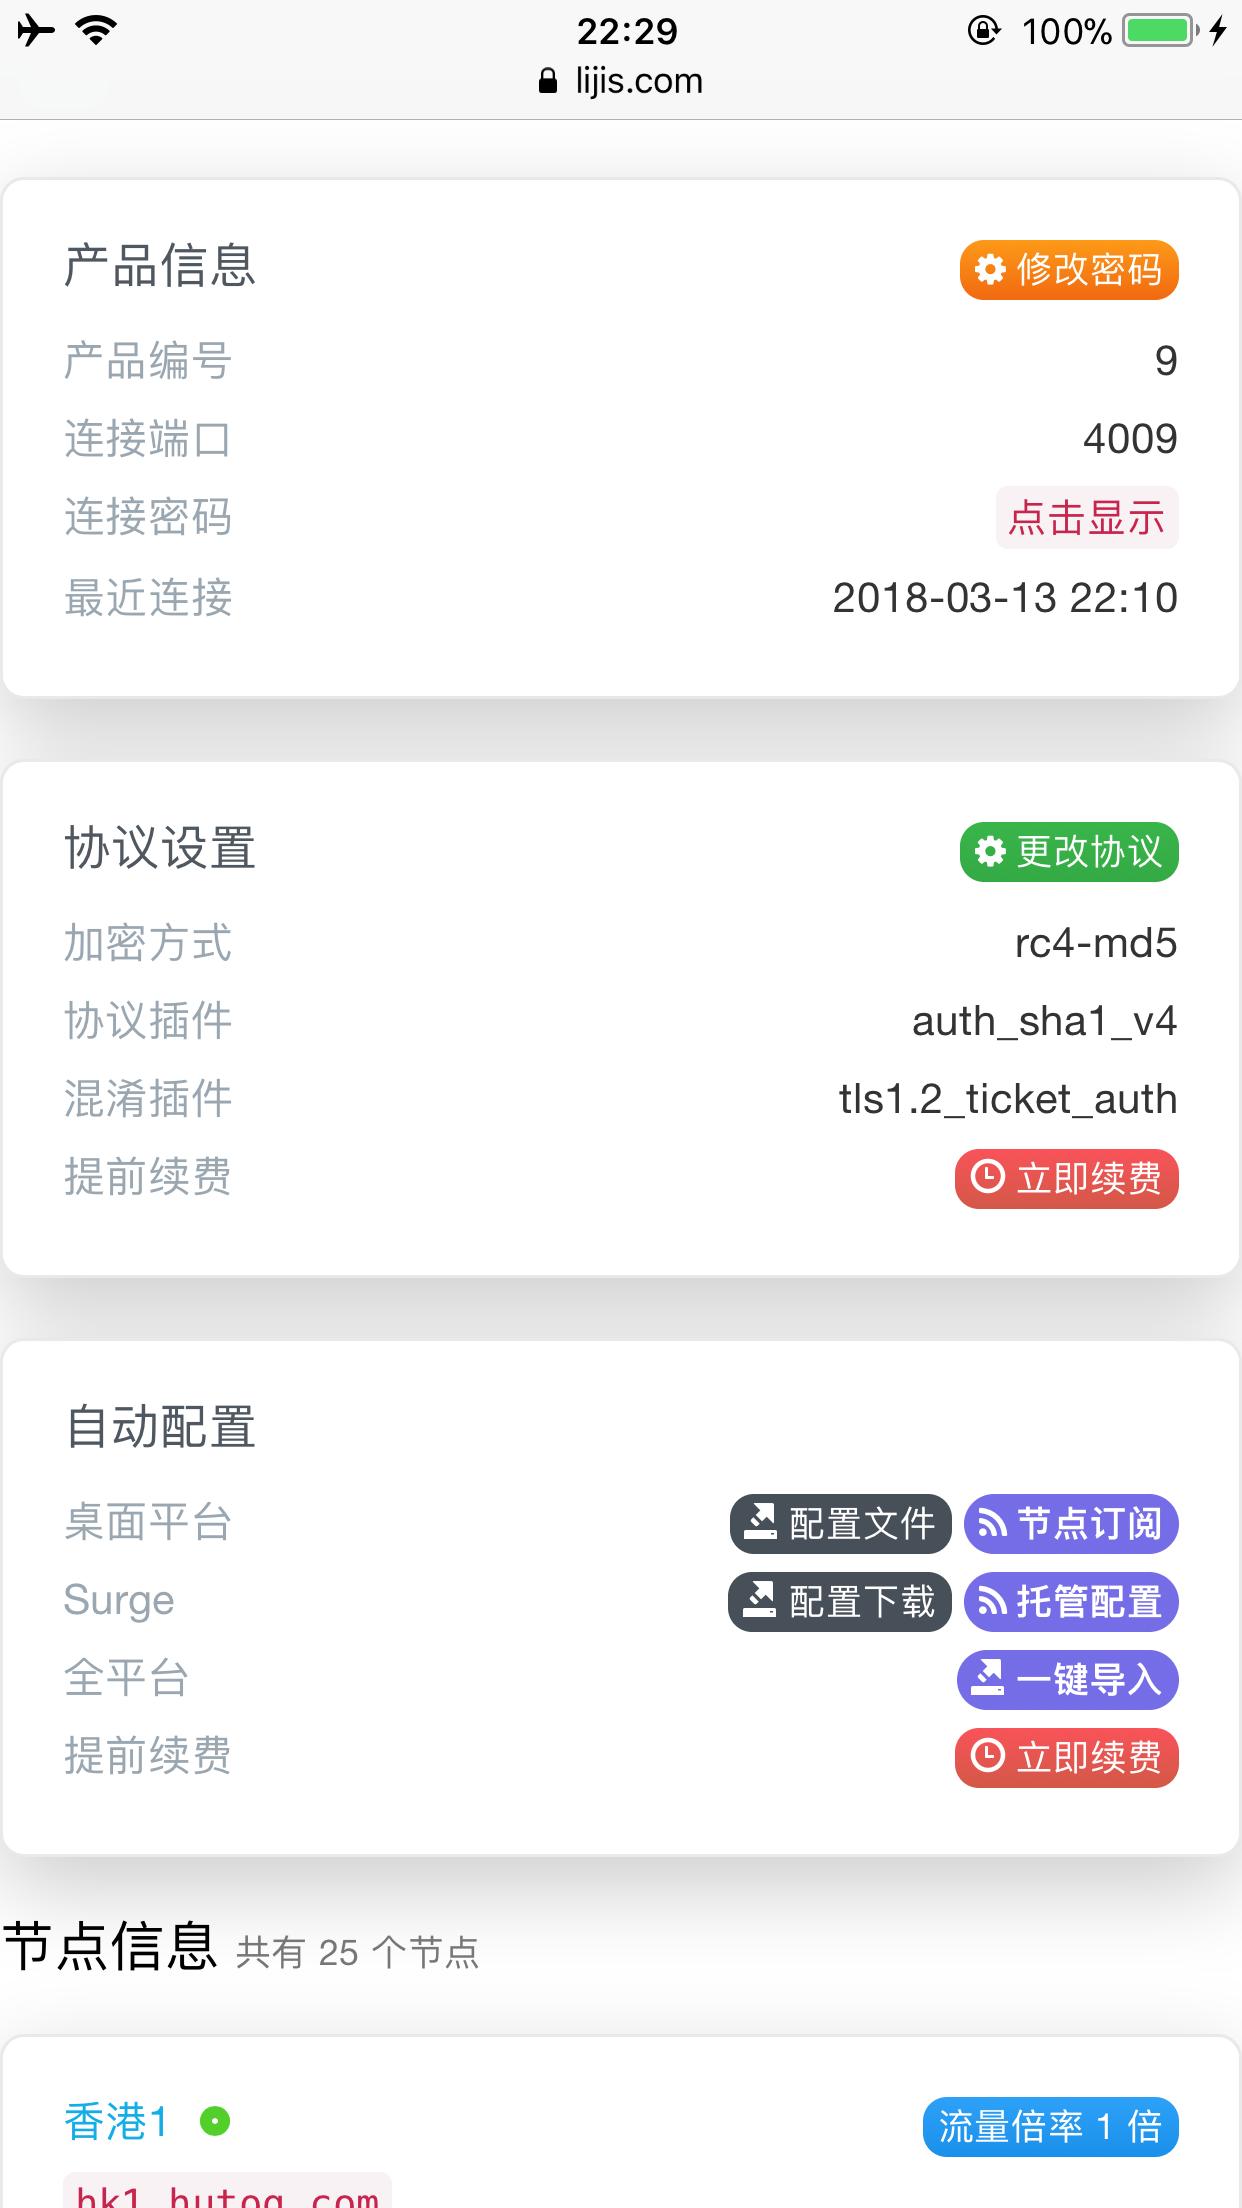 22:29
100%
lijis.com
产品信息
修改密码
产品编号 9
连接端口 4009
连接密码 点击显示
最近连接 2018-03-13 22:10
协议设置
更改协议
加密方式 rc4-md5
协议插件 auth_sha1_v4
混淆插件 tls1.2_ticket_auth
提前续费 立即续费
自动配置
桌面平台 配置文件 节点订阅
Surge 配置下载 托管配置
全平台 一键导入
提前续费 立即续费
节点信息 共有 25 个节点
香港1 流量倍率 1 倍